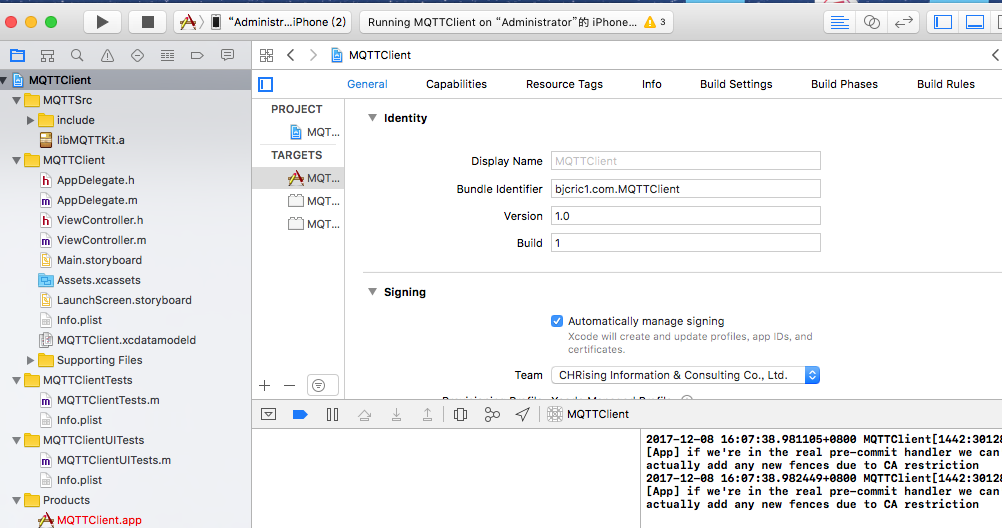 "Administr...iPhone (2)
Running MQTTClient on "Administrator"的 iPhone...
3
MQTTClient
MQTTSrc
include
libMQTTKit.a
MQTTClient
AppDelegate.h
AppDelegate.m
ViewController.h
ViewController.m
Main.storyboard
Assets.xcassets
LaunchScreen.storyboard
Info.plist
MQTTClient.xcdatamodeld
Supporting Files
MQTTClientTests
MQTTClientTests.m
Info.plist
MQTTClientUITests
MQTTClientUITests.m
Info.plist
Products
MQTTClient.app
MQTTClient
General Capabilities Resource Tags Info Build Settings Build Phases Build Rules
PROJECT
MQT...
TARGETS
MQT...
MQT...
MQT...
Identity
Display Name MQTTClient
Bundle Identifier bjcric1.com.MQTTClient
Version 1.0
Build 1
Signing
Automatically manage signing
Xcode will create and update profiles, app IDs, and
certificates.
Team CHRising Information & Consulting Co., Ltd.
MQTTClient
2017-12-08 16:07:38.981105+0800 MQTTClient[1442:30128
[App] if we're in the real pre-commit handler we can
actually add any new fences due to CA restriction
2017-12-08 16:07:38.982449+0800 MQTTClient[1442:30128
[App] if we're in the real pre-commit handler we can
actually add any new fences due to CA restriction